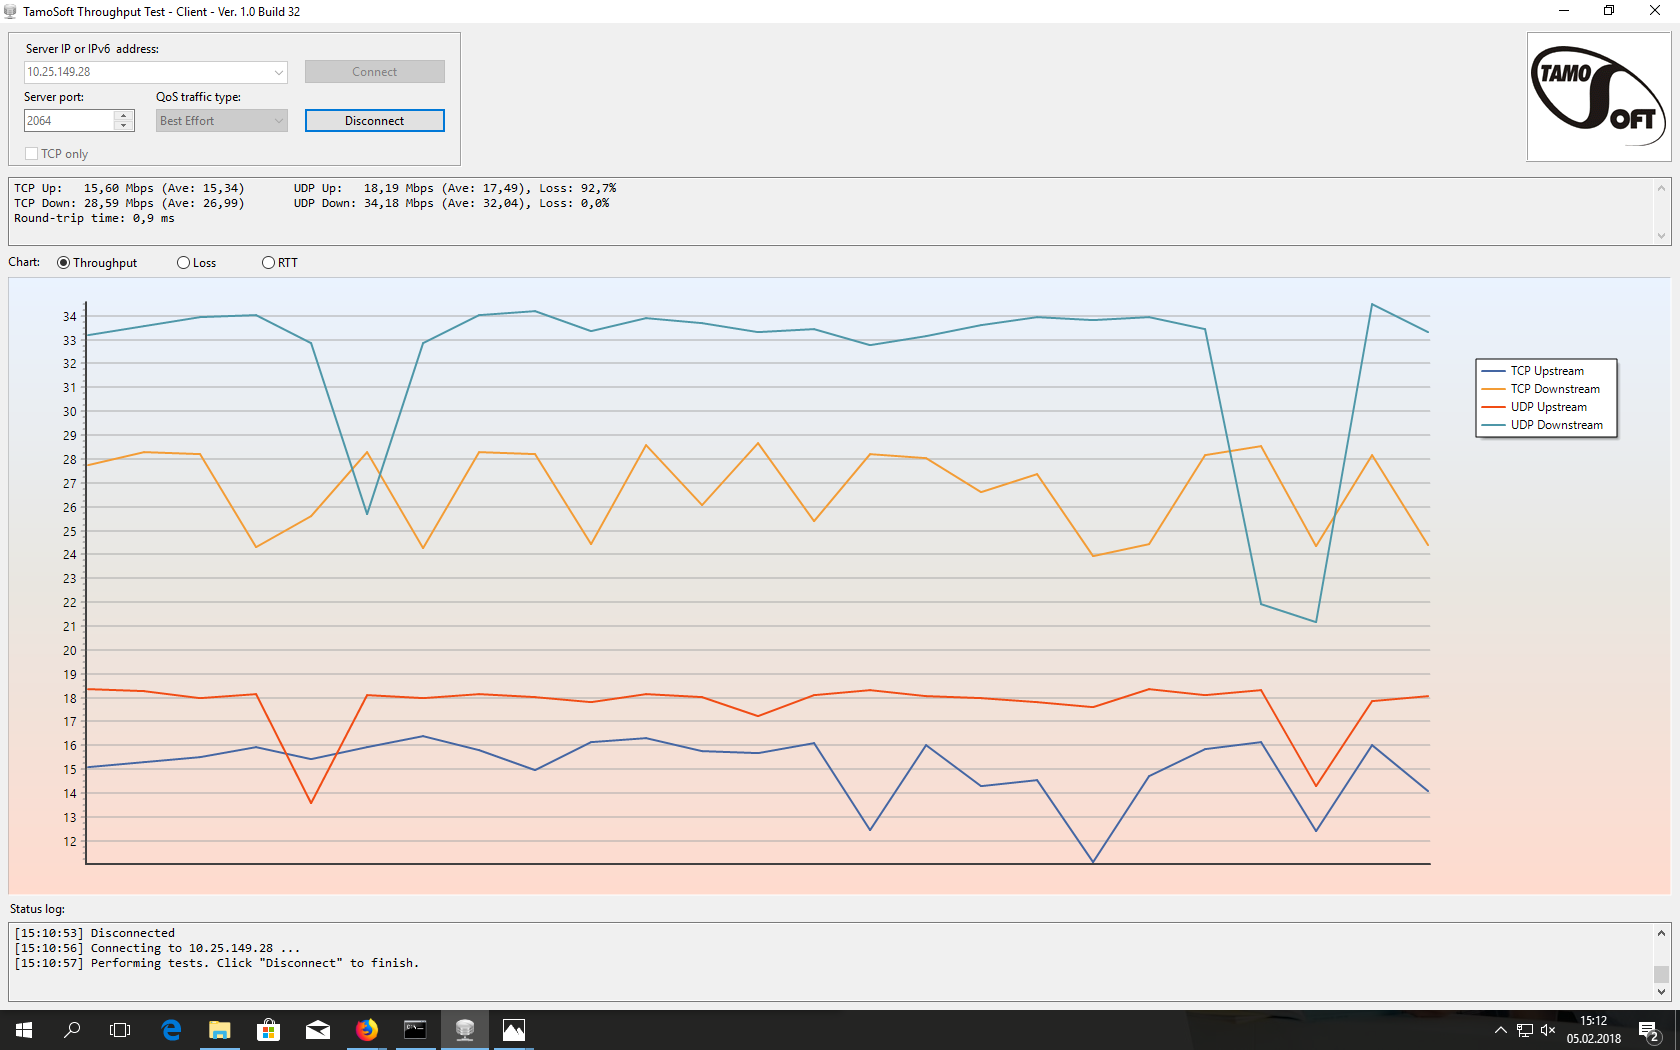 TamoSoft Throughput Test - Client - Ver. 1.0 Build 32
Server IP or IPv6 address:
10.25.149.28
Connect
Server port:
QoS traffic type:
2064
Best Effort
Disconnect
TCP only
TAMO
SOFT
TCP Up: 15,60 Mbps (Ave: 15,34) UDP Up: 18,19 Mbps (Ave: 17,49), Loss: 92,7%
TCP Down: 28,59 Mbps (Ave: 26,99) UDP Down: 34,18 Mbps (Ave: 32,04), Loss: 0,0%
Round-trip time: 0,9 ms
Chart: Throughput Loss RTT
34
33
32
31
30
29
28
27
26
25
24
23
22
21
20
19
18
17
16
15
14
13
12
TCP Upstream
TCP Downstream
UDP Upstream
UDP Downstream
Status log:
[15:10:53] Disconnected
[15:10:56] Connecting to 10.25.149.28 ...
[15:10:57] Performing tests. Click "Disconnect" to finish.
15:12
05.02.2018
2